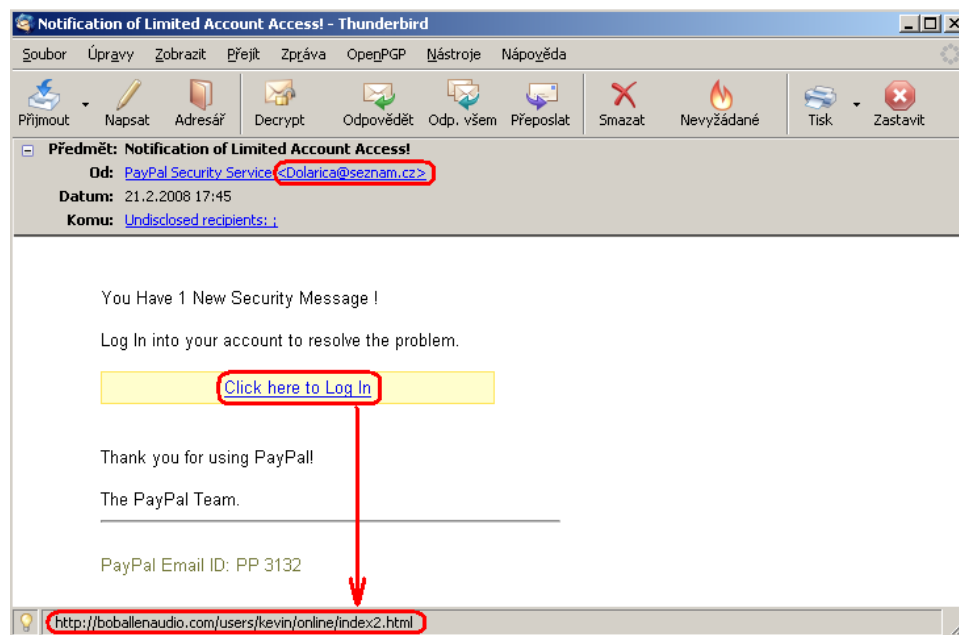 Notification of Limited Account Access! - Thunderbird
Soubor Úpravy Zobrazit Přejít Zpráva OpenPGP Nástroje Nápověda
Přijmout Napsat Adresář Decrypt Odpovědět Odp. všem Přeposlat Smazat Nevyžádané Tisk Zastavit
Předmět: Notification of Limited Account Access!
Od: PayPal Security Service <Dolarica@seznam.cz>
Datum: 21.2.2008 17:45
Komu: Undisclosed recipients: ;
You Have 1 New Security Message !
Log In into your account to resolve the problem.
Click here to Log In
Thank you for using PayPal!
The PayPal Team.
PayPal Email ID: PP 3132
http://boballenaudio.com/users/kevin/online/index2.html